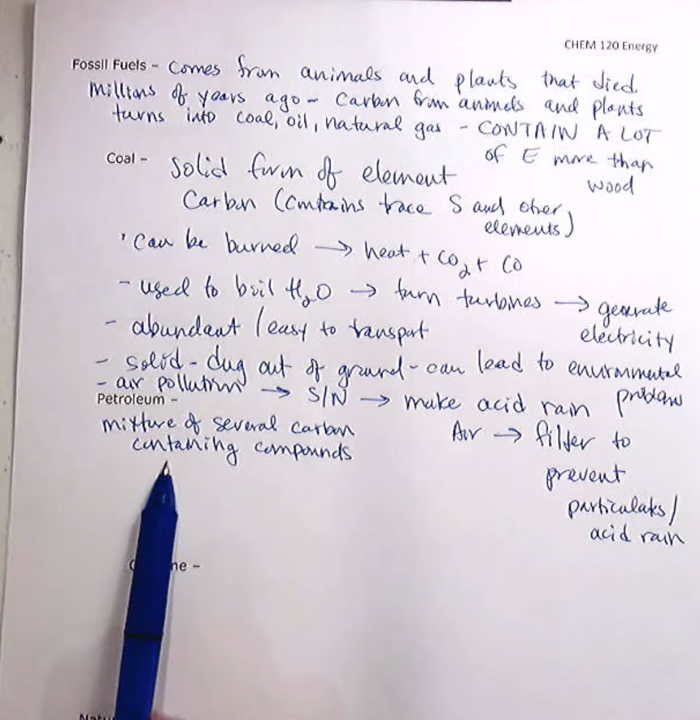 CHEM 120 Energy
Fossil Fuels - comes from animals and plants that died
Millions of years ago - carbon from animals and plants
turns into coal, oil, natural gas - CONTAIN A LOT
of E more than
wood
Coal - solid form of element
carbon (contains trace S and other
elements)
Can be burned → heat + CO2 + CO
- used to boil H2O → turn turbines → generate
electricity
- abundant / easy to transport
- solid - dug out of ground - can lead to environmental
problems
- air pollution → S/N → make acid rain
Petroleum -
mixture of several carbon
containing compounds
Air → filter to
prevent
particulates /
acid rain
ne -